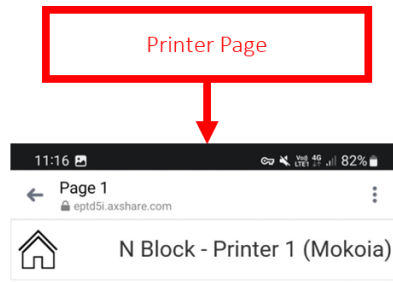 Printer Page
11:16 82%
Page 1
eptd5i.axshare.com
N Block - Printer 1 (Mokoia)